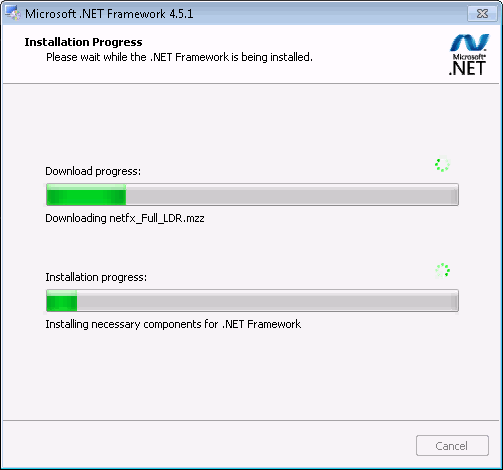 Microsoft .NET Framework 4.5.1
Installation Progress
Please wait while the .NET Framework is being installed.
Microsoft®
.NET
Download progress:
Downloading netfx_Full_LDR.mzz
Installation progress:
Installing necessary components for .NET Framework
Cancel